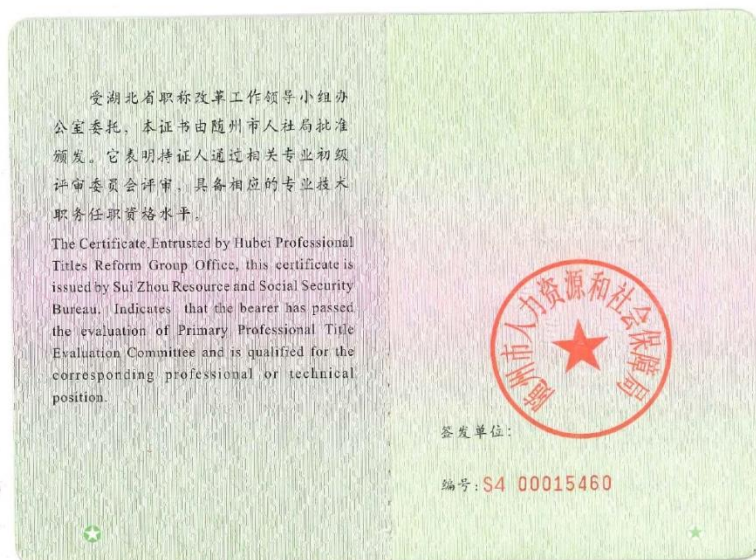 受湖北省职称改革工作领导小组办
公室委托，本证书由随州市人社局批准
颁发。它表明持证人通过相关专业初级
评审委员会评审，具备相应的专业技术
职务任职资格水平。
The Certificate,Entrusted by Hubei Professional
Titles Reform Group Office, this certificate is
issued by Sui Zhou Resource and Social Security
Bureau. Indicates that the bearer has passed
the evaluation of Primary Professional Title
Evaluation Committee and is qualified for the
corresponding professional or technical
position.
随州市人力资源和社会保障局
签发单位：
编号：S4 00015460